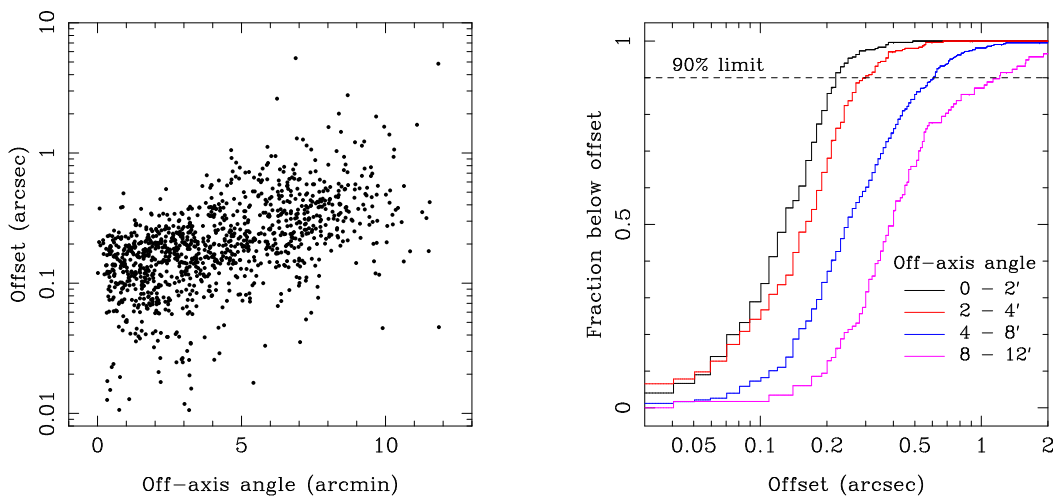 10
1
0.1
0.01
Offset (arcsec)
0
5
10
Off−axis angle (arcmin)
1
0.5
0
Fraction below offset
90% limit
Off−axis angle
0 − 2'
2 − 4'
4 − 8'
8 − 12'
0.05
0.1
0.2
0.5
1
2
Offset (arcsec)